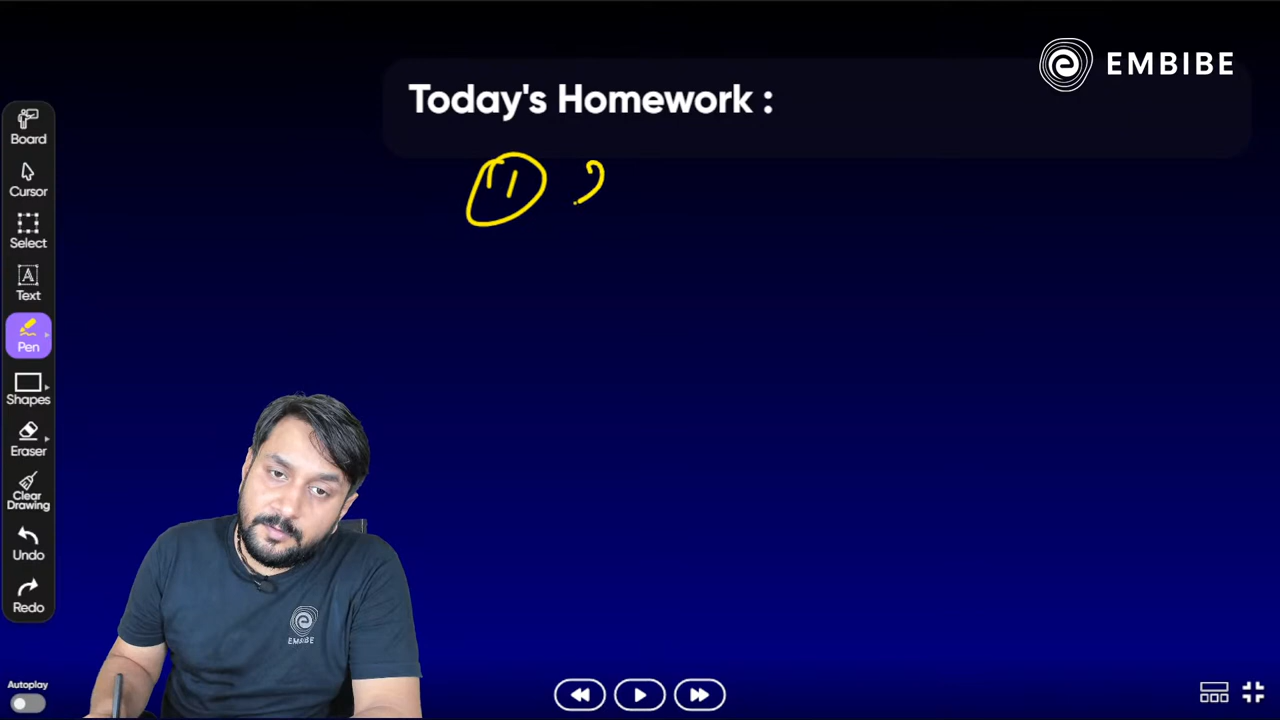 EMBIBE
Today's Homework :
Board
Cursor
Select
A
Text
Pen
Shapes
Eraser
Clear
Drawing
Undo
Redo
EMBIBE
Autoplay